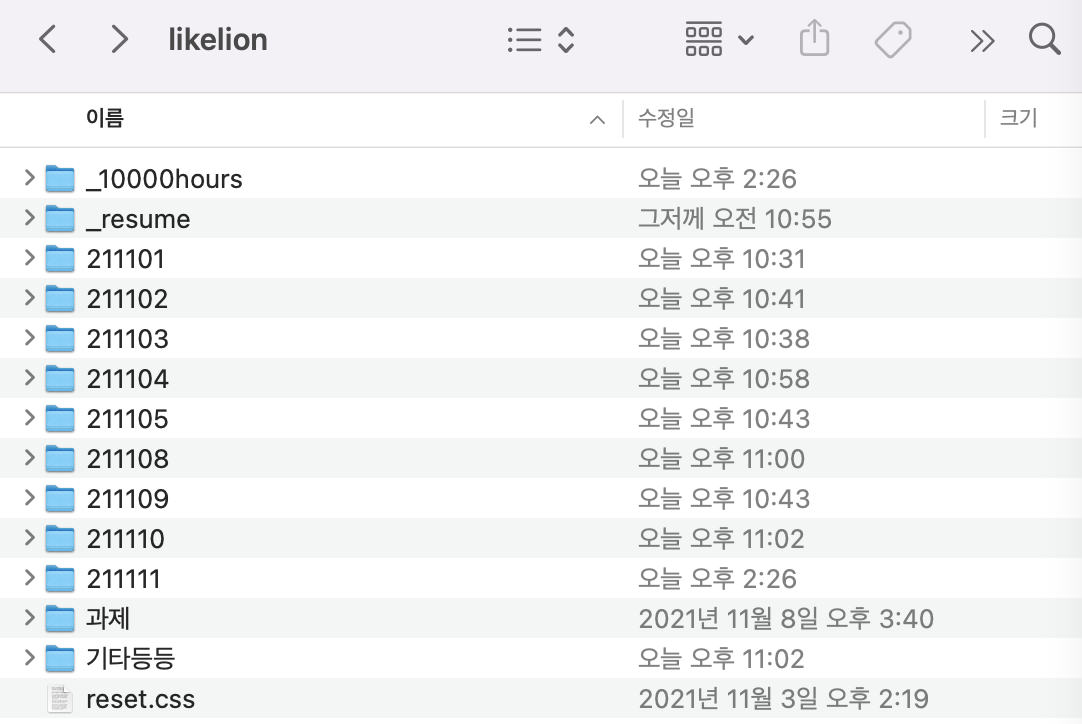 likelion
이름 수정일 크기
_10000hours 오늘 오후 2:26
_resume 그저께 오전 10:55
211101 오늘 오후 10:31
211102 오늘 오후 10:41
211103 오늘 오후 10:38
211104 오늘 오후 10:58
211105 오늘 오후 10:43
211108 오늘 오후 11:00
211109 오늘 오후 10:43
211110 오늘 오후 11:02
211111 오늘 오후 2:26
과제 2021년 11월 8일 오후 3:40
기타등등 오늘 오후 11:02
reset.css 2021년 11월 3일 오후 2:19